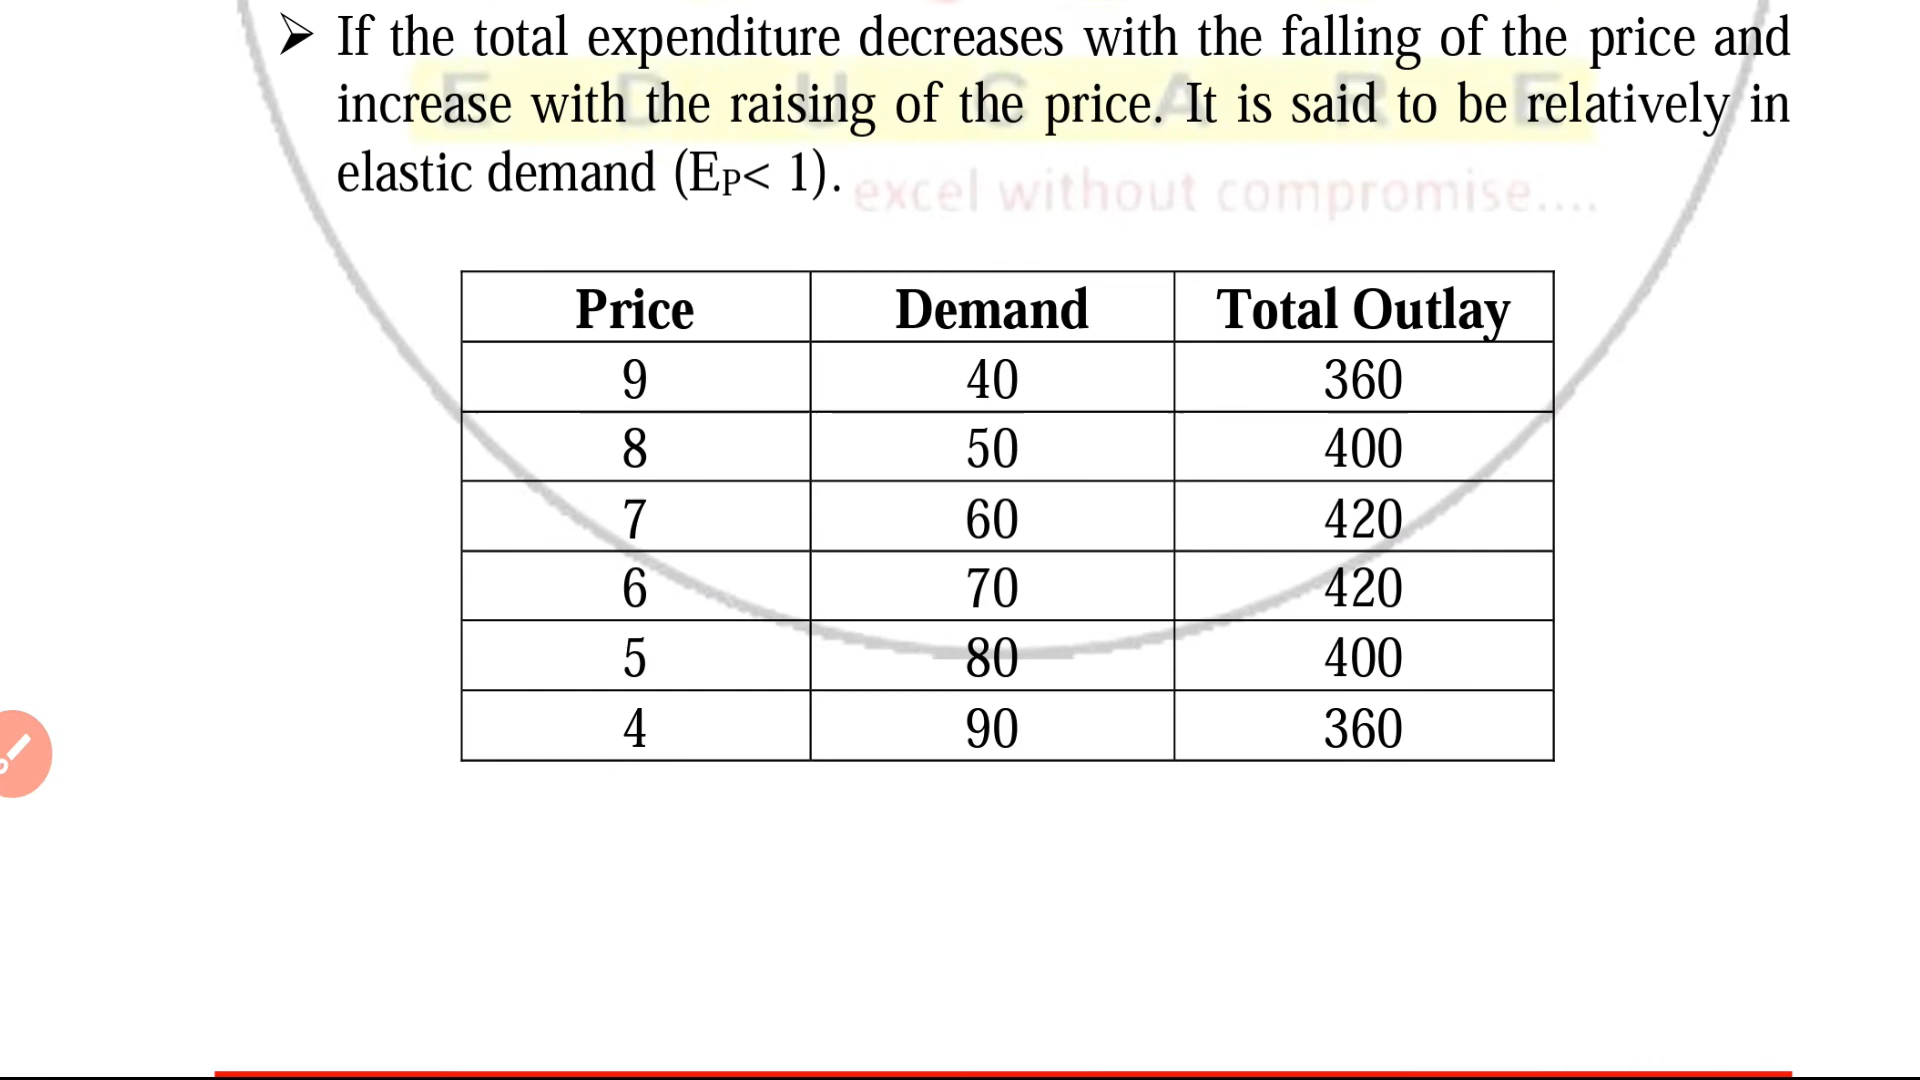 ➢ If the total expenditure decreases with the falling of the price and
increase with the raising of the price. It is said to be relatively in
elastic demand (EP< 1).
E D U C A R E
excel without compromise....
Price Demand Total Outlay
9 40 360
8 50 400
7 60 420
6 70 420
5 80 400
4 90 360